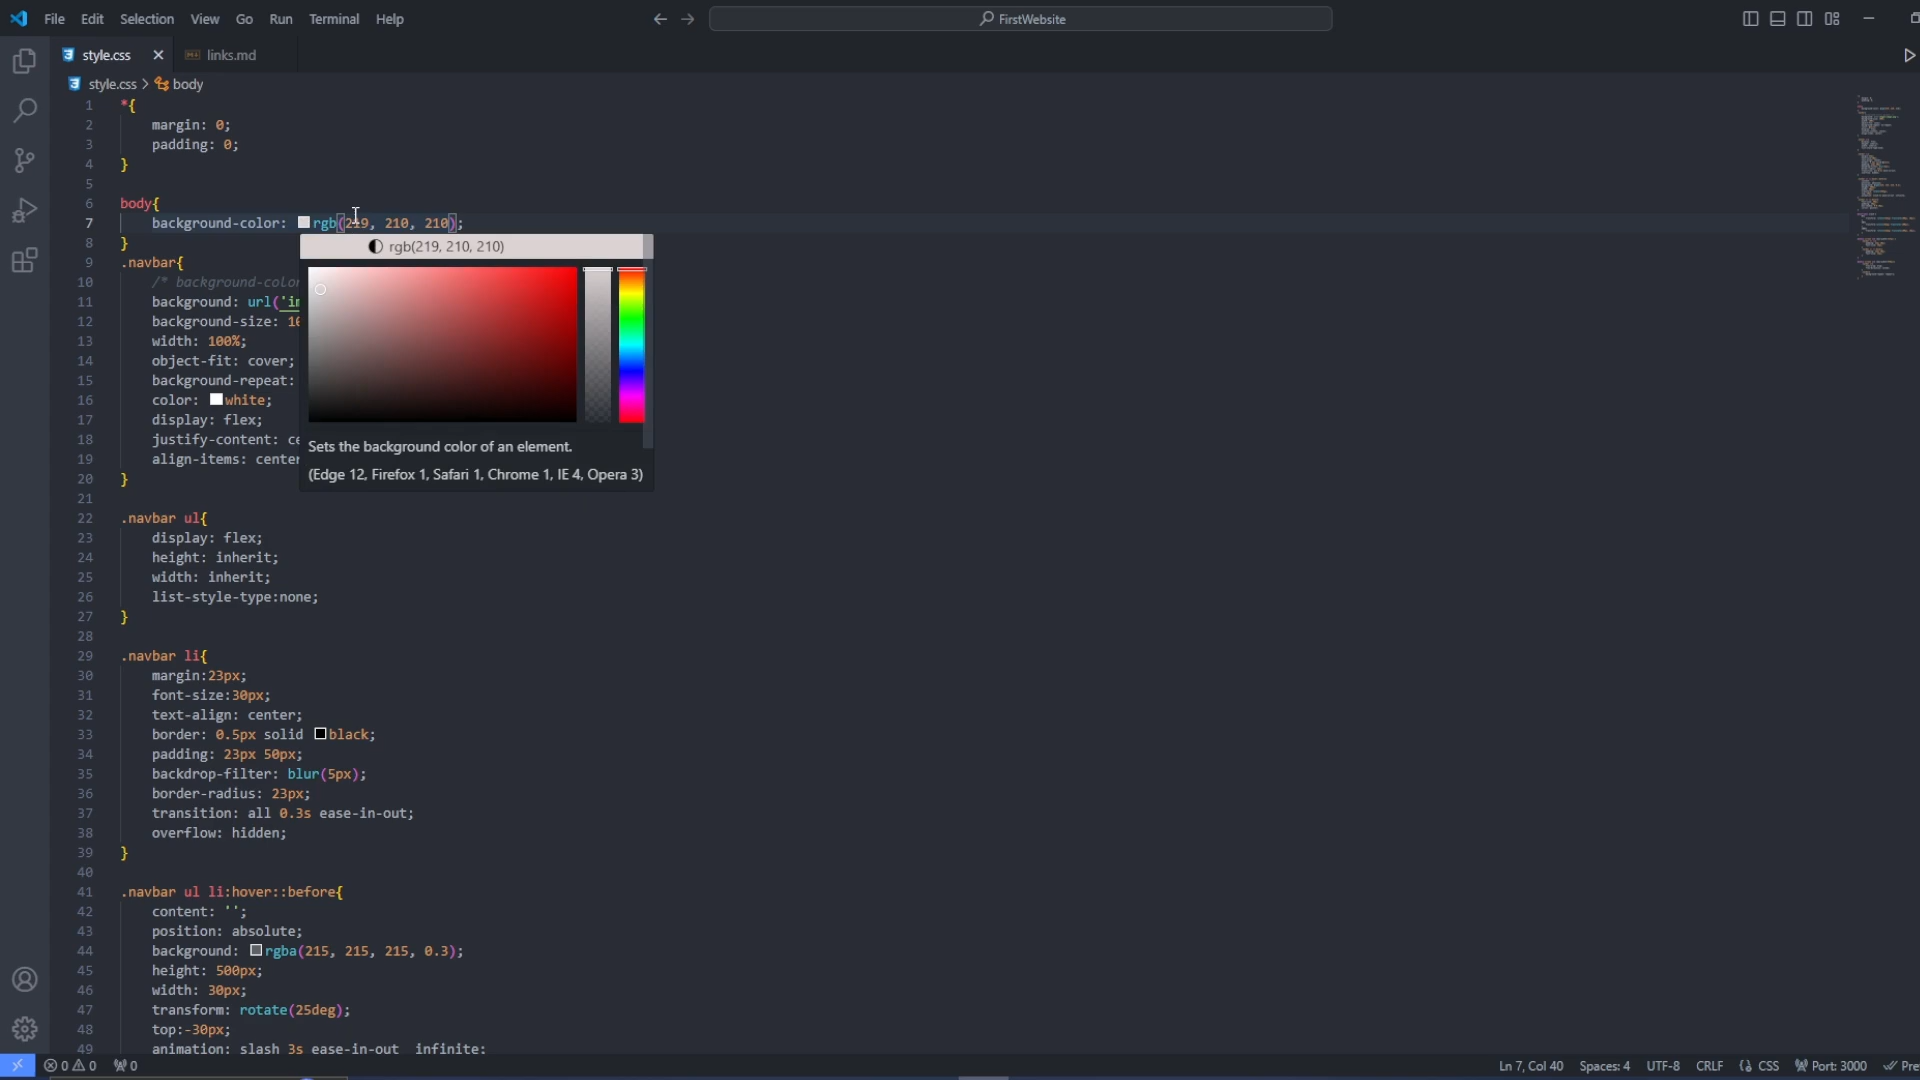 File Edit Selection View Go Run Terminal Help
FirstWebsite
style.css links.md
style.css > body
1 *{
2 margin: 0;
3 padding: 0;
4 }
5
6 body{
7 background-color: rgb(219, 210, 210);
8 }
rgb(219, 210, 210)
9 .navbar{
10 /* background-color
11 background: url('im
12 background-size: 10
13 width: 100%;
14 object-fit: cover;
15 background-repeat:
16 color: white;
17 display: flex;
18 justify-content: ce
19 align-items: center
20 }
Sets the background color of an element.
(Edge 12, Firefox 1, Safari 1, Chrome 1, IE 4, Opera 3)
21
22 .navbar ul{
23 display: flex;
24 height: inherit;
25 width: inherit;
26 list-style-type:none;
27 }
28
29 .navbar li{
30 margin:23px;
31 font-size:30px;
32 text-align: center;
33 border: 0.5px solid black;
34 padding: 23px 50px;
35 backdrop-filter: blur(5px);
36 border-radius: 23px;
37 transition: all 0.3s ease-in-out;
38 overflow: hidden;
39 }
40
41 .navbar ul li:hover::before{
42 content: '';
43 position: absolute;
44 background: rgba(215, 215, 215, 0.3);
45 height: 500px;
46 width: 30px;
47 transform: rotate(25deg);
48 top:-30px;
49 animation: slash 3s ease-in-out infinite;
0 0 0 Ln 7, Col 40 Spaces: 4 UTF-8 CRLF {} CSS Port: 3000 Pre